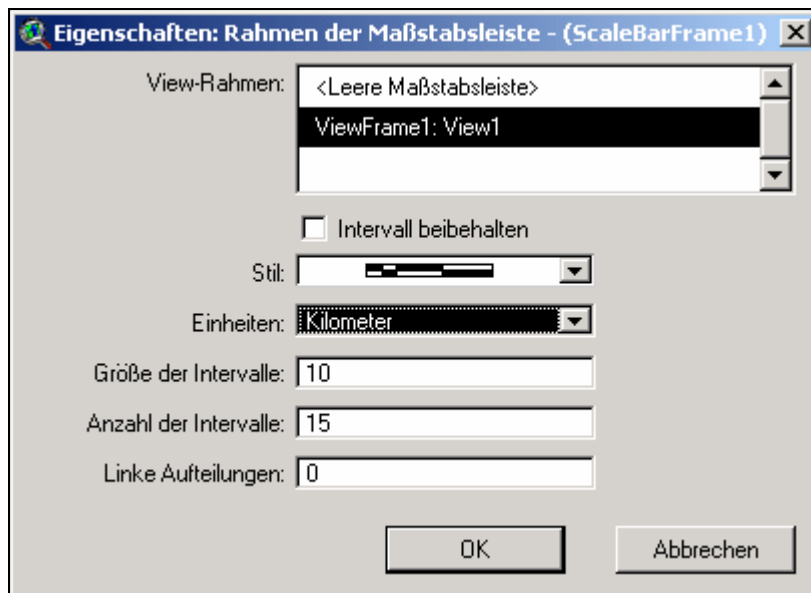 Eigenschaften: Rahmen der Maßstabsleiste - (ScaleBarFrame1)
View-Rahmen:
<Leere Maßstabsleiste>
ViewFrame1: View1
Intervall beibehalten
Stil:
Einheiten: Kilometer
Größe der Intervalle: 10
Anzahl der Intervalle: 15
Linke Aufteilungen: 0
OK Abbrechen